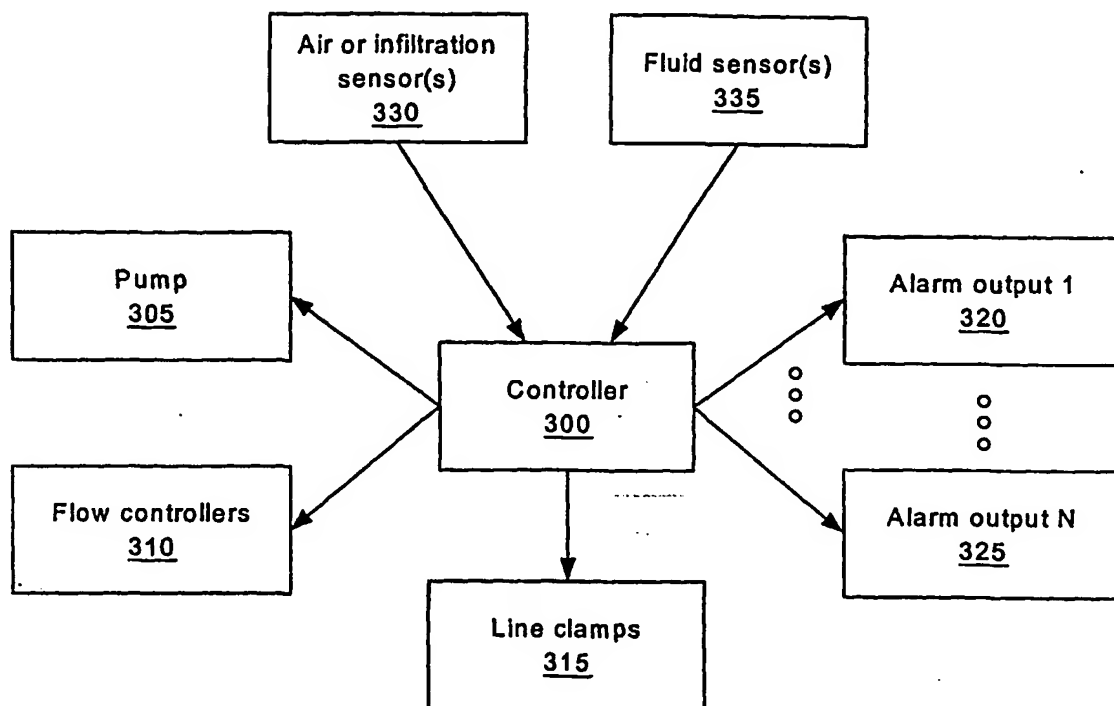 Air or infiltration
sensor(s)
330
Fluid sensor(s)
335
Pump
305
Alarm output 1
320
Controller
300
Flow controllers
310
Alarm output N
325
Line clamps
315